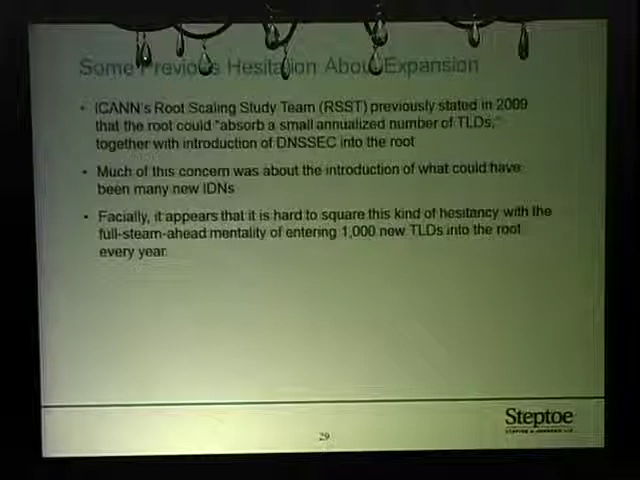 Some Previous Hesitation About Expansion
• ICANN's Root Scaling Study Team (RSST) previously stated in 2009
that the root could "absorb a small annualized number of TLDs,"
together with introduction of DNSSEC into the root
• Much of this concern was about the introduction of what could have
been many new IDNs
• Facially, it appears that it is hard to square this kind of hesitancy with the
full-steam-ahead mentality of entering 1,000 new TLDs into the root
every year.
Steptoe
STEPTOE & JOHNSON LLP
29